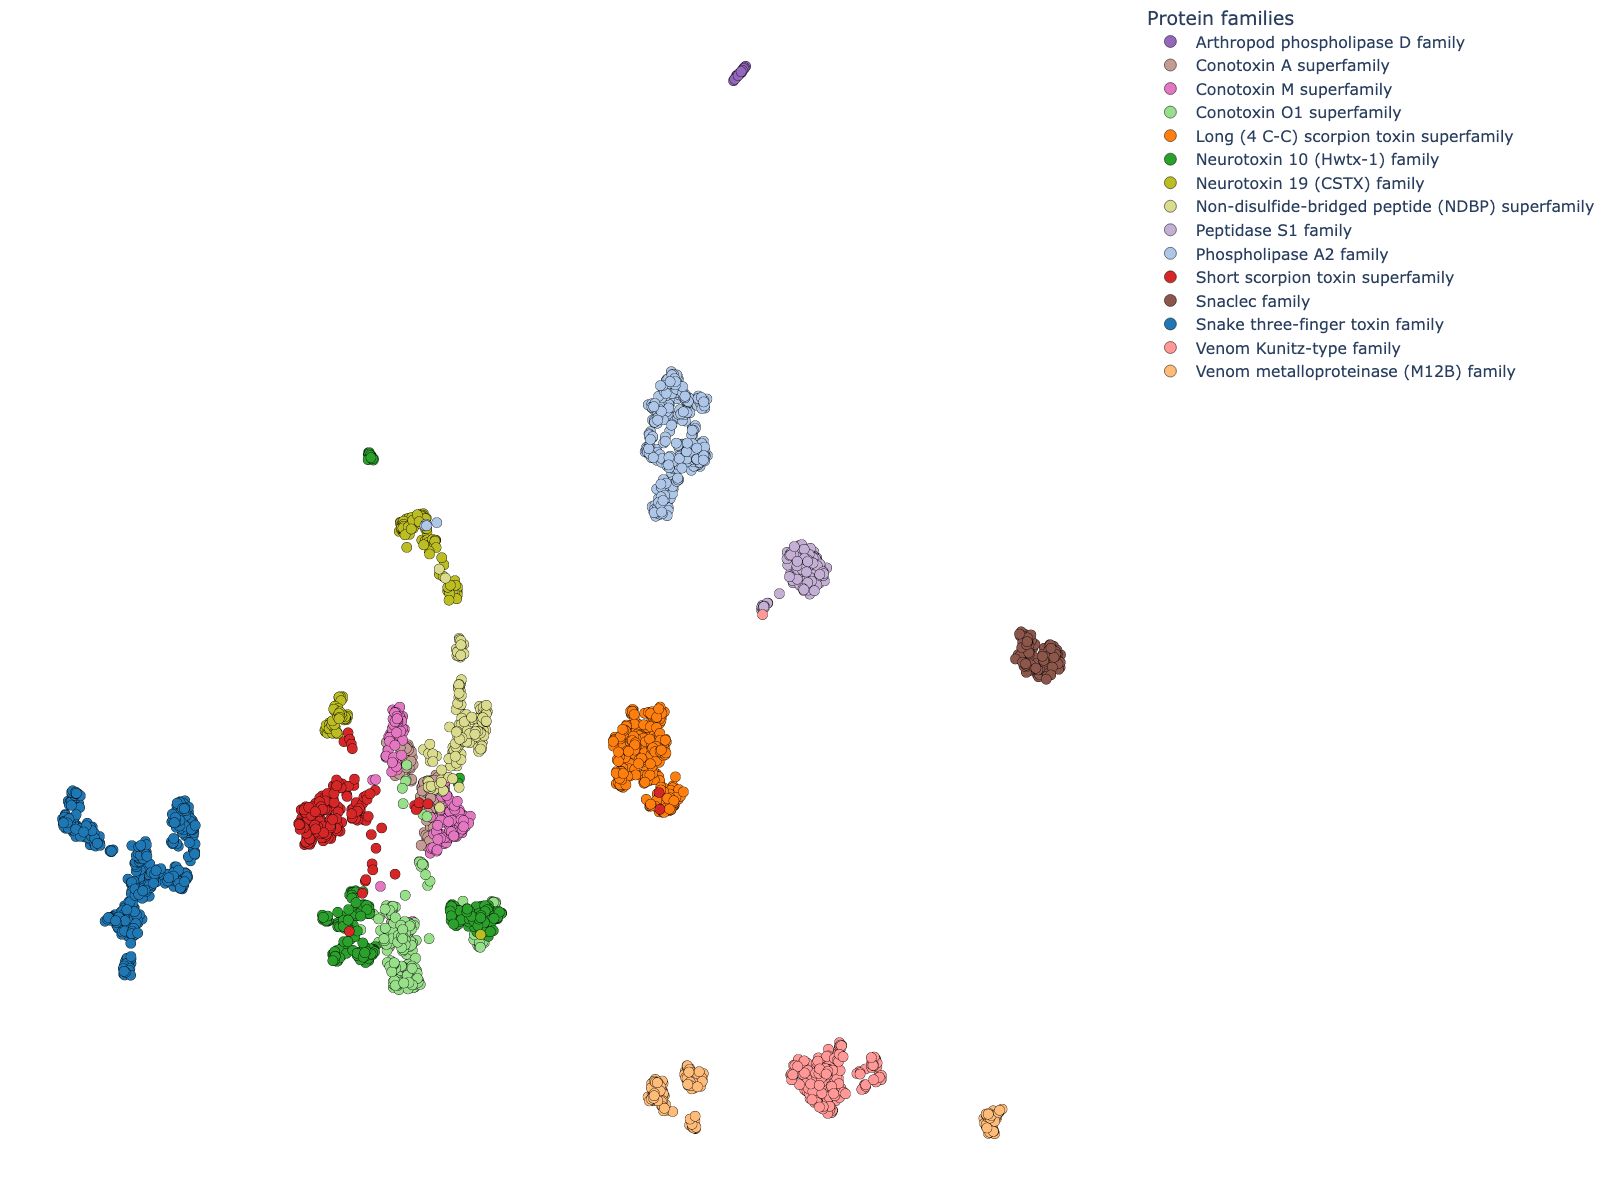 Protein families
Arthropod phospholipase D family
Conotoxin A superfamily
Conotoxin M superfamily
Conotoxin O1 superfamily
Long (4 C-C) scorpion toxin superfamily
Neurotoxin 10 (Hwtx-1) family
Neurotoxin 19 (CSTX) family
Non-disulfide-bridged peptide (NDBP) superfamily
Peptidase S1 family
Phospholipase A2 family
Short scorpion toxin superfamily
Snaclec family
Snake three-finger toxin family
Venom Kunitz-type family
Venom metalloproteinase (M12B) family